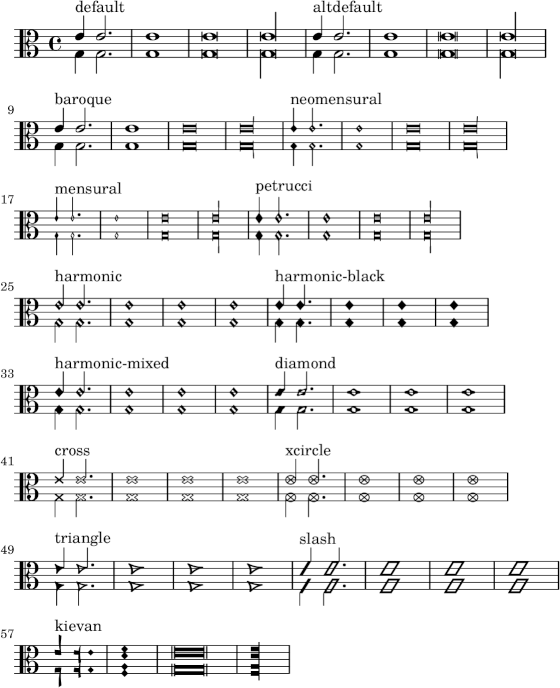 default altdefault
9
baroque neomensural
17
mensural petrucci
25
harmonic harmonic-black
33
harmonic-mixed diamond
41
cross xcircle
49
triangle slash
57
kievan